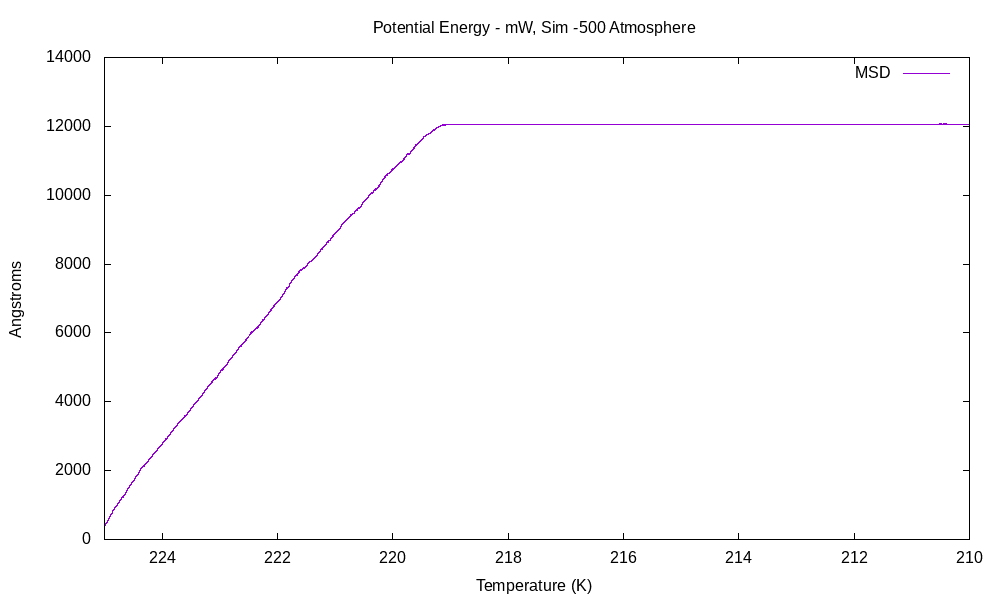 Potential Energy - mW, Sim -500 Atmosphere
MSD
14000
12000
10000
8000
6000
4000
2000
0
Angstroms
224 222 220 218 216 214 212 210
Temperature (K)